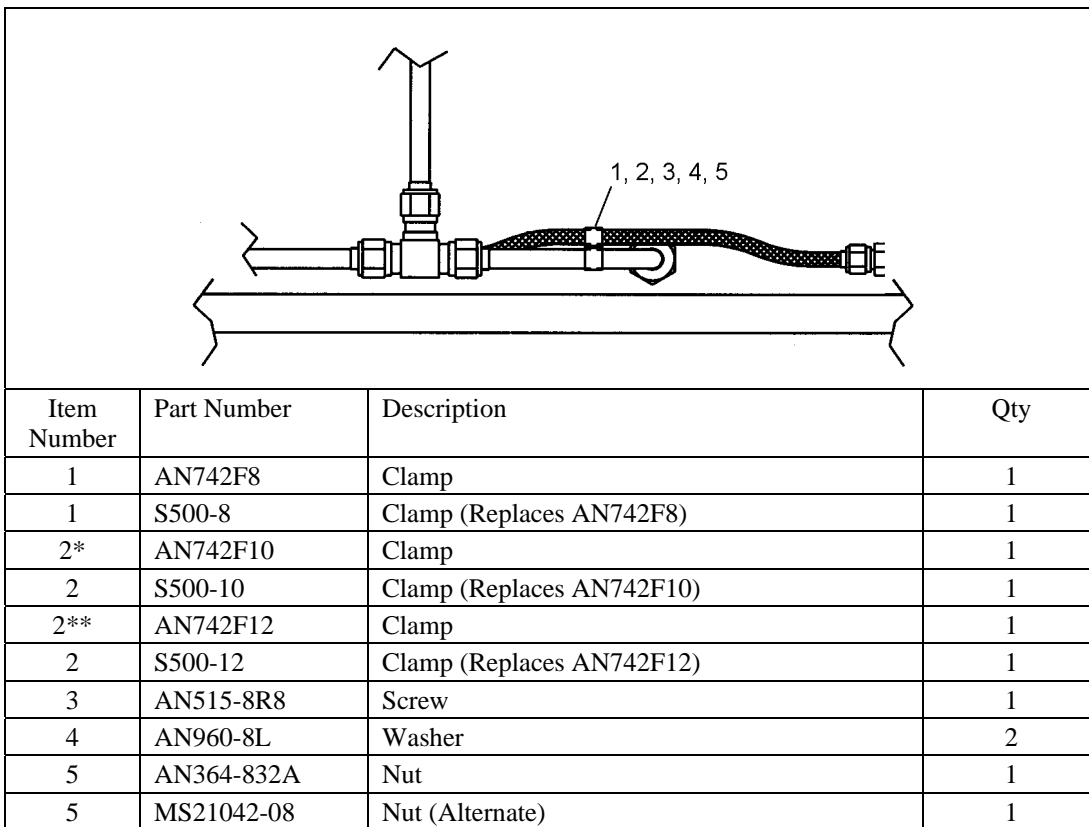 1, 2, 3, 4, 5
Item Number Part Number Description Qty
1 AN742F8 Clamp 1
1 S500-8 Clamp (Replaces AN742F8) 1
2* AN742F10 Clamp 1
2 S500-10 Clamp (Replaces AN742F10) 1
2** AN742F12 Clamp 1
2 S500-12 Clamp (Replaces AN742F12) 1
3 AN515-8R8 Screw 1
4 AN960-8L Washer 2
5 AN364-832A Nut 1
5 MS21042-08 Nut (Alternate) 1